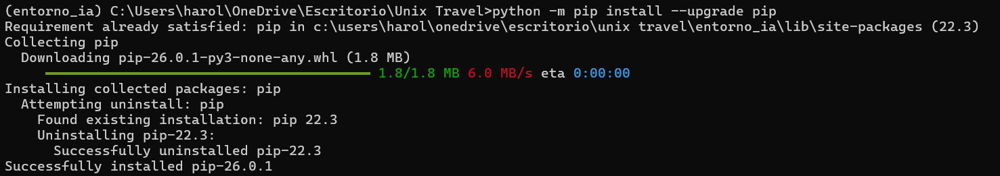 (entorno_ia) C:\Users\harol\OneDrive\Escritorio\Unix Travel>python -m pip install --upgrade pip
Requirement already satisfied: pip in c:\users\harol\onedrive\escritorio\unix travel\entorno_ia\lib\site-packages (22.3)
Collecting pip
  Downloading pip-26.0.1-py3-none-any.whl (1.8 MB)
1.8/1.8 MB 6.0 MB/s eta 0:00:00
Installing collected packages: pip
  Attempting uninstall: pip
    Found existing installation: pip 22.3
    Uninstalling pip-22.3:
      Successfully uninstalled pip-22.3
Successfully installed pip-26.0.1